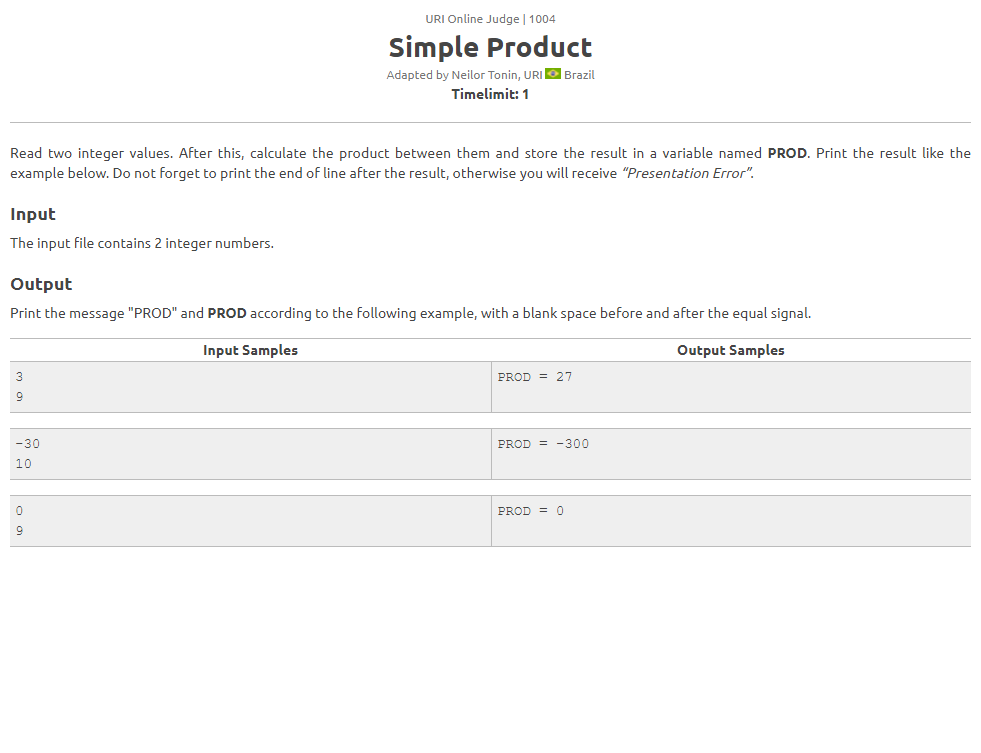 URI Online Judge | 1004
Simple Product
Adapted by Neilor Tonin, URI Brazil
Timelimit: 1
Read two integer values. After this, calculate the product between them and store the result in a variable named PROD. Print the result like the
example below. Do not forget to print the end of line after the result, otherwise you will receive “Presentation Error”.
Input
The input file contains 2 integer numbers.
Output
Print the message "PROD" and PROD according to the following example, with a blank space before and after the equal signal.
Input Samples Output Samples
3 PROD = 27
9
-30 PROD = -300
10
0 PROD = 0
9